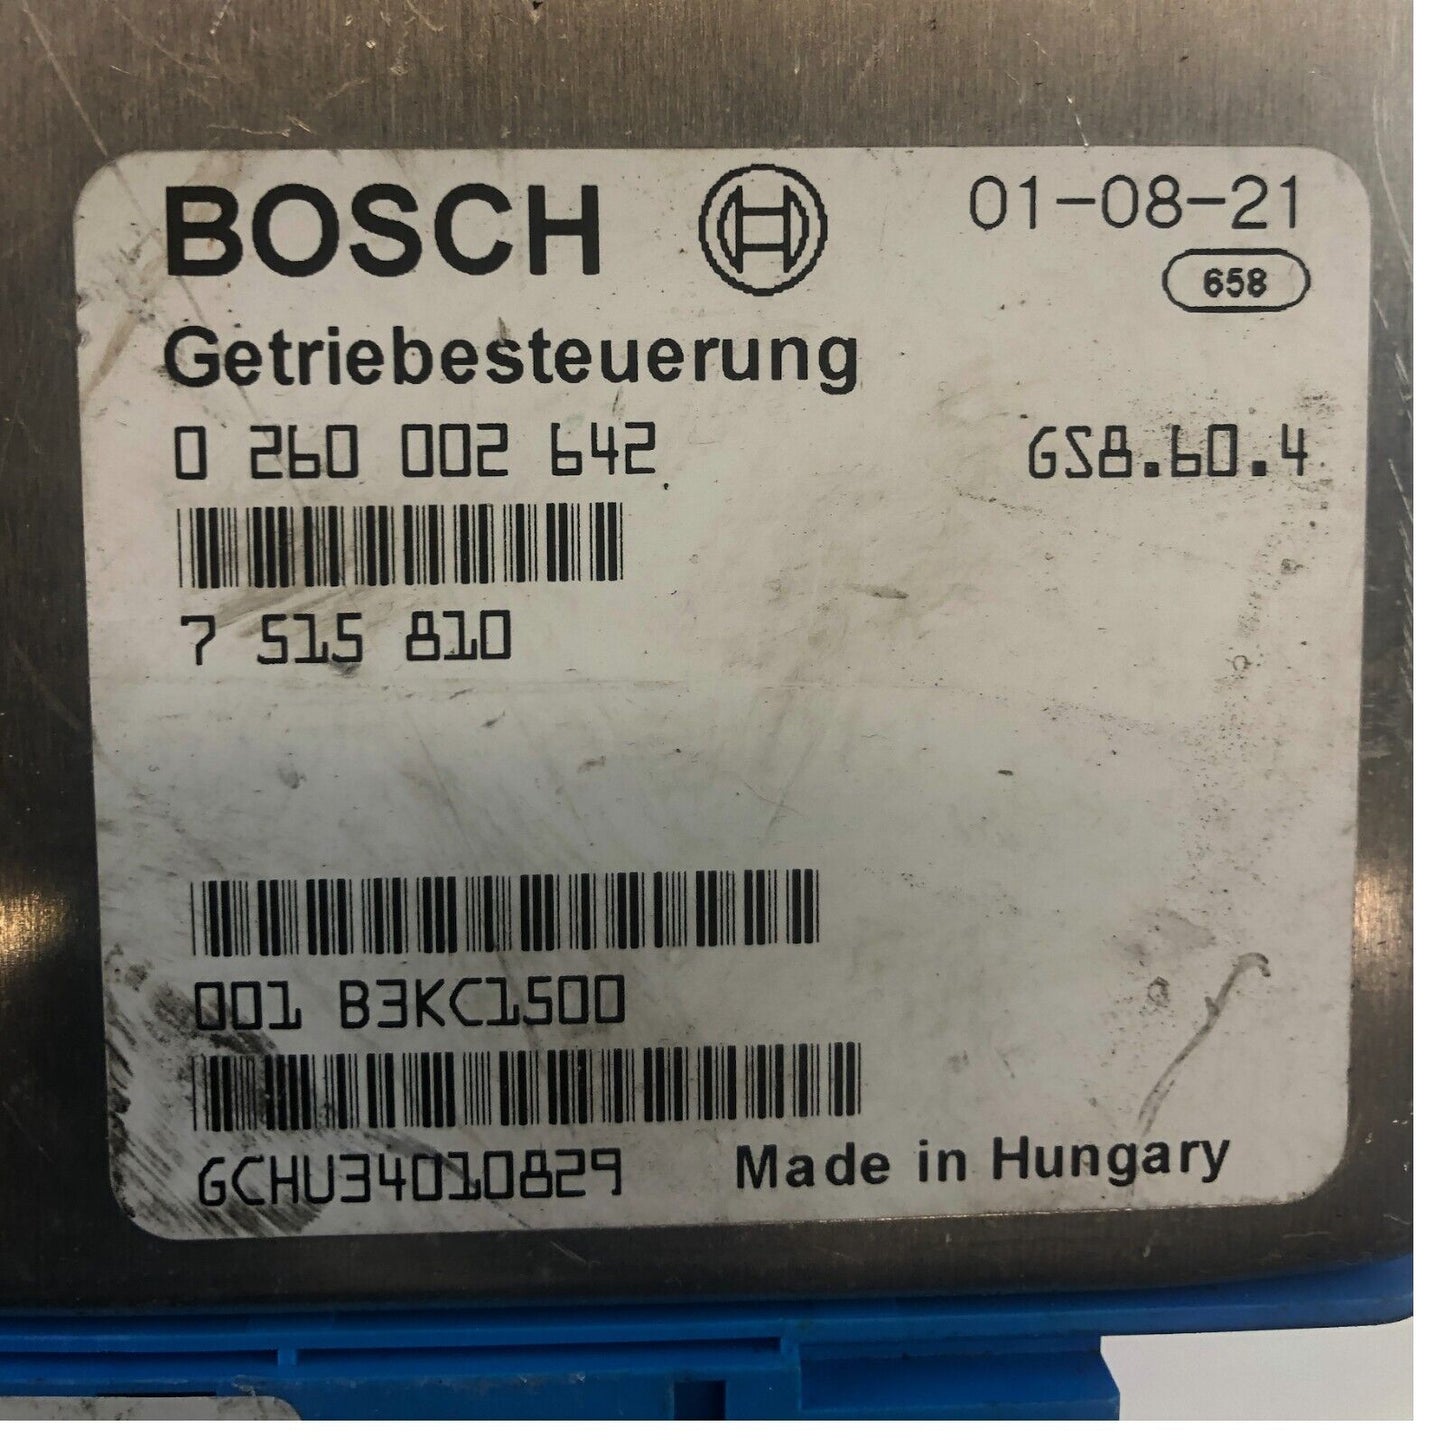 BOSCH 01-08-21
658
Getriebesteuerung
0 260 002 642 GS8.60.4
7 515 810
001 B3KC1500
GCHU34010829 Made in Hungary